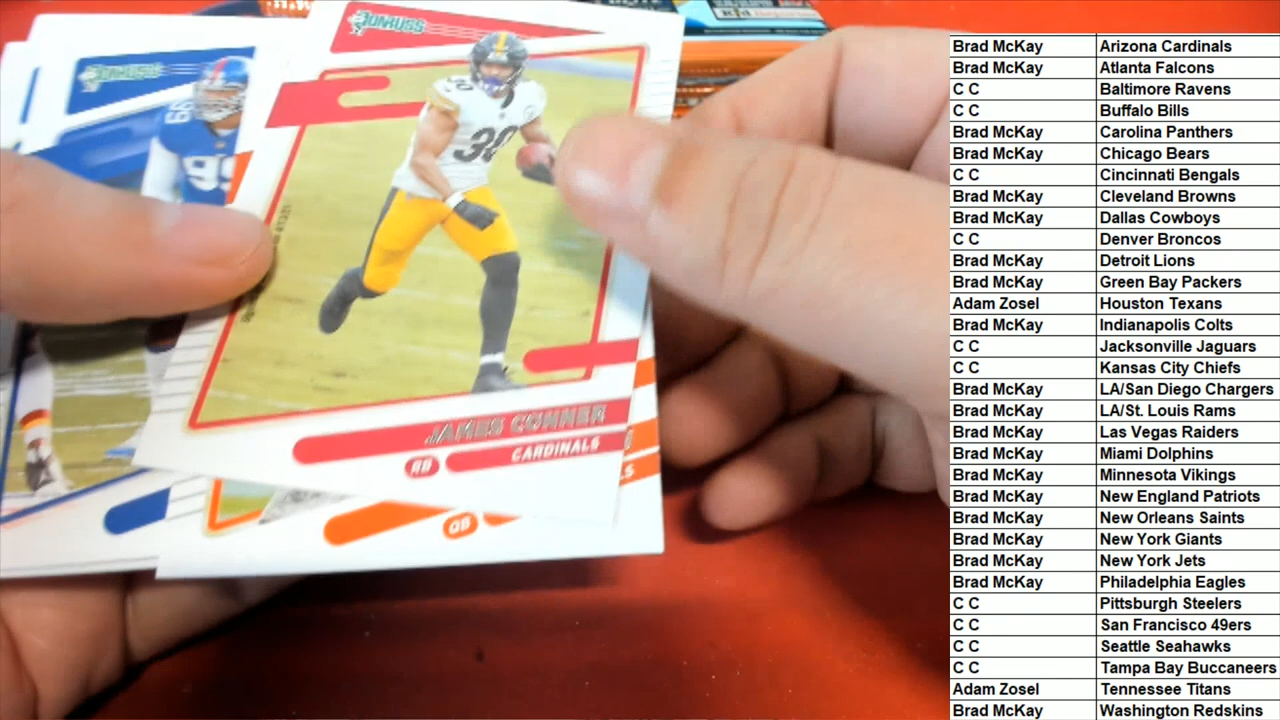 DONRUSS
DONRUSS
30
99
JAMES CONNER
RB
CARDINALS
QB
Brad McKay Arizona Cardinals
Brad McKay Atlanta Falcons
C C Baltimore Ravens
C C Buffalo Bills
Brad McKay Carolina Panthers
Brad McKay Chicago Bears
C C Cincinnati Bengals
Brad McKay Cleveland Browns
Brad McKay Dallas Cowboys
C C Denver Broncos
Brad McKay Detroit Lions
Brad McKay Green Bay Packers
Adam Zosel Houston Texans
Brad McKay Indianapolis Colts
C C Jacksonville Jaguars
C C Kansas City Chiefs
Brad McKay LA/San Diego Chargers
Brad McKay LA/St. Louis Rams
Brad McKay Las Vegas Raiders
Brad McKay Miami Dolphins
Brad McKay Minnesota Vikings
Brad McKay New England Patriots
Brad McKay New Orleans Saints
Brad McKay New York Giants
Brad McKay New York Jets
Brad McKay Philadelphia Eagles
C C Pittsburgh Steelers
C C San Francisco 49ers
C C Seattle Seahawks
C C Tampa Bay Buccaneers
Adam Zosel Tennessee Titans
Brad McKay Washington Redskins